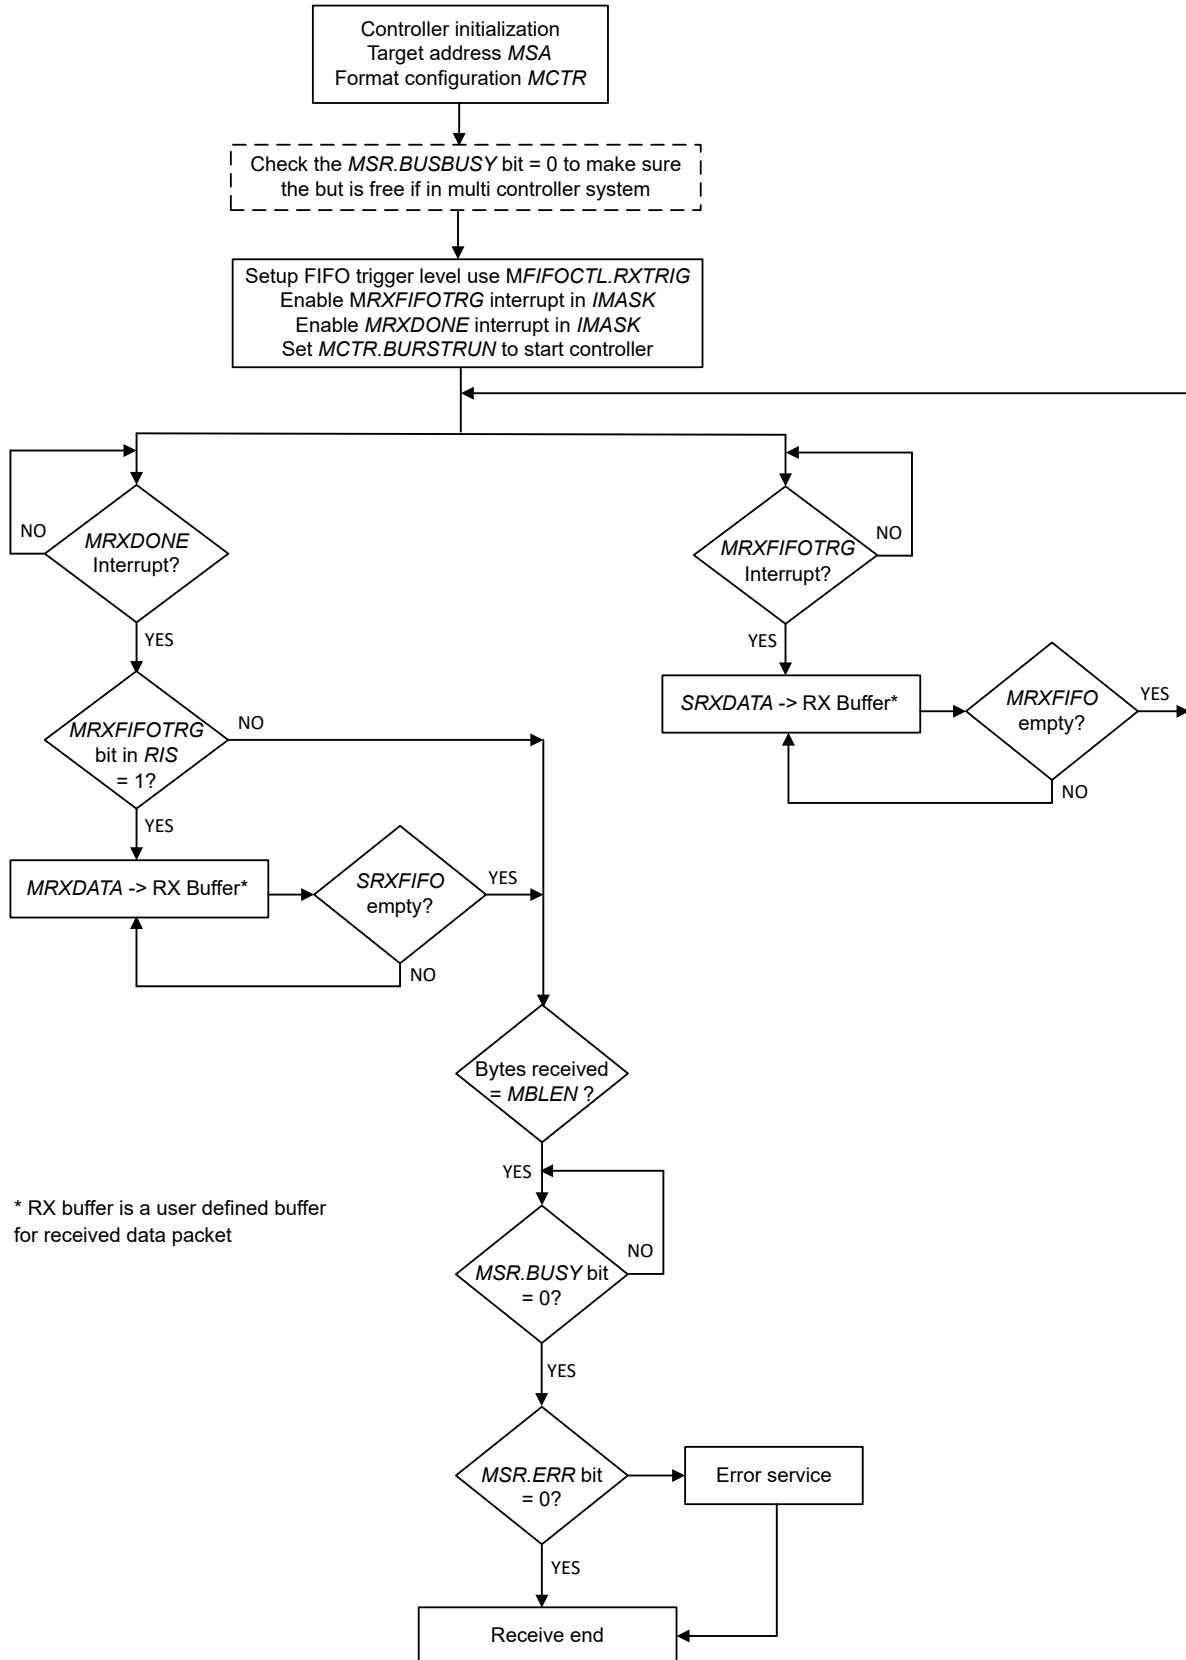 Controller initialization
Target address MSA
Format configuration MCTR
Check the MSR.BUSBUSY bit = 0 to make sure
the but is free if in multi controller system
Setup FIFO trigger level use MFIFOCTL.RXTRIG
Enable MRXFIFOTRG interrupt in IMASK
Enable MRXDONE interrupt in IMASK
Set MCTR.BURSTRUN to start controller
NO
MRXDONE
Interrupt?
YES
NO
MRXFIFOTRG
Interrupt?
YES
MRXFIFOTRG
bit in RIS
= 1?
NO
YES
SRXDATA -> RX Buffer*
MRXFIFO
empty?
YES
NO
MRXDATA -> RX Buffer*
SRXFIFO
empty?
YES
NO
Bytes received
= MBLEN ?
YES
* RX buffer is a user defined buffer
for received data packet
NO
MSR.BUSY bit
= 0?
YES
MSR.ERR bit
= 0?
Error service
YES
Receive end